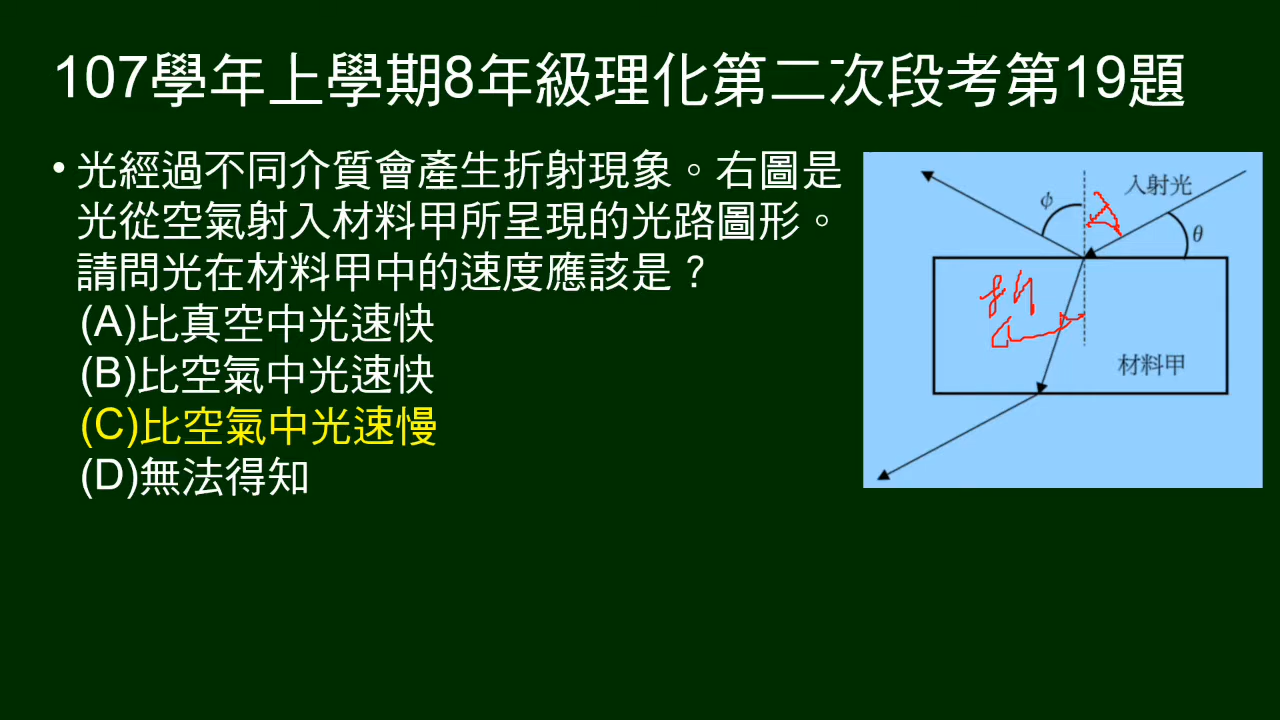 107學年上學期8年級理化第二次段考第19題
• 光經過不同介質會產生折射現象。右圖是
光從空氣射入材料甲所呈現的光路圖形。
請問光在材料甲中的速度應該是？
(A)比真空中光速快
(B)比空氣中光速快
(C)比空氣中光速慢
(D)無法得知
入射光
ϕ
入
θ
折
材料甲